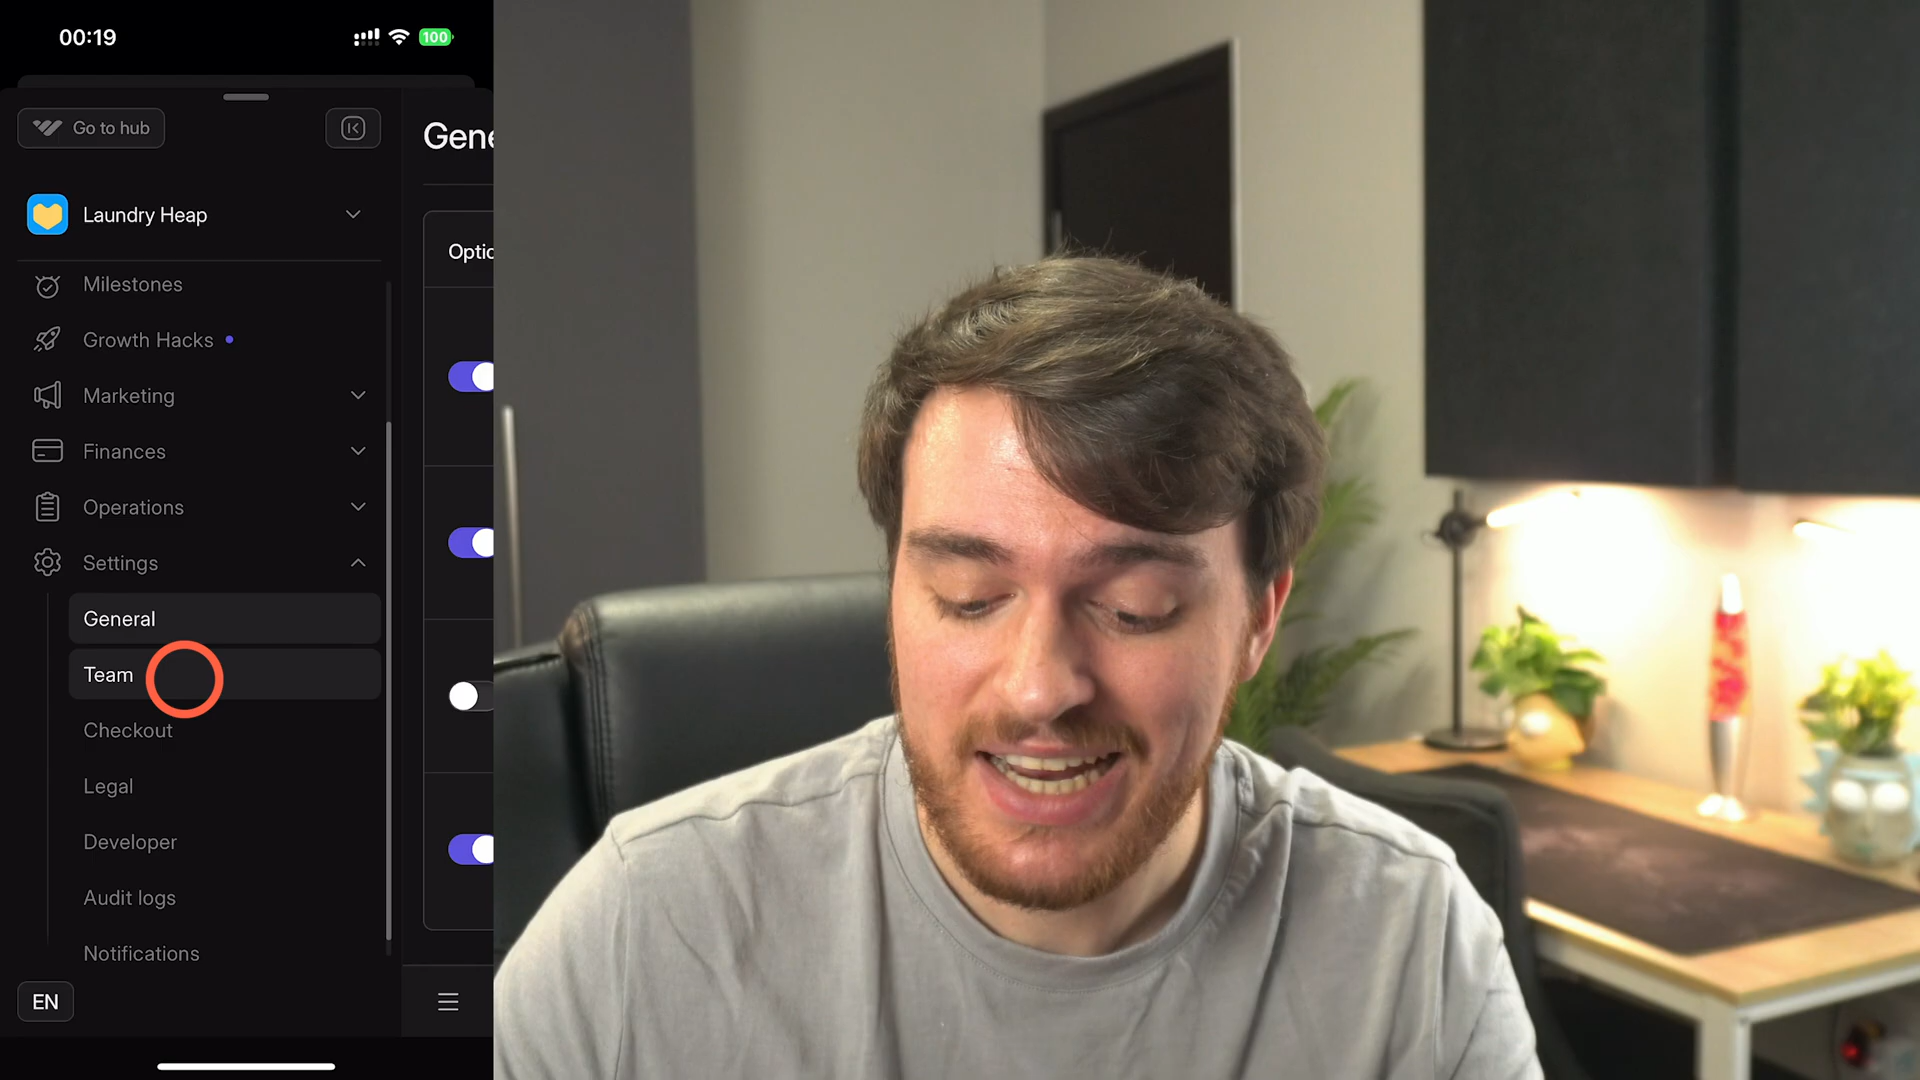 00:19
100
Go to hub
Gene
Laundry Heap
Optio
Milestones
Growth Hacks
Marketing
Finances
Operations
Settings
General
Team
Checkout
Legal
Developer
Audit logs
Notifications
EN